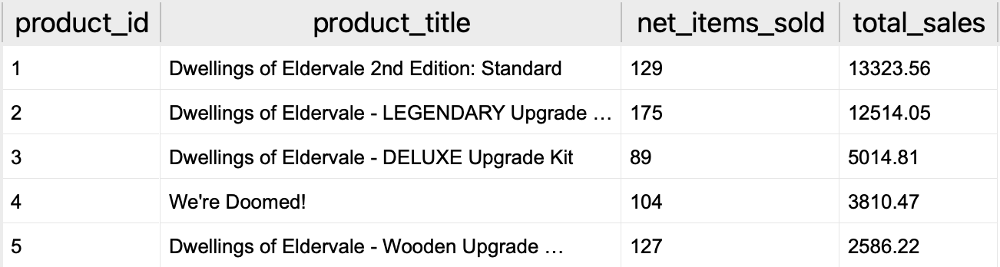 product_id product_title net_items_sold total_sales
1 Dwellings of Eldervale 2nd Edition: Standard 129 13323.56
2 Dwellings of Eldervale - LEGENDARY Upgrade … 175 12514.05
3 Dwellings of Eldervale - DELUXE Upgrade Kit 89 5014.81
4 We're Doomed! 104 3810.47
5 Dwellings of Eldervale - Wooden Upgrade … 127 2586.22